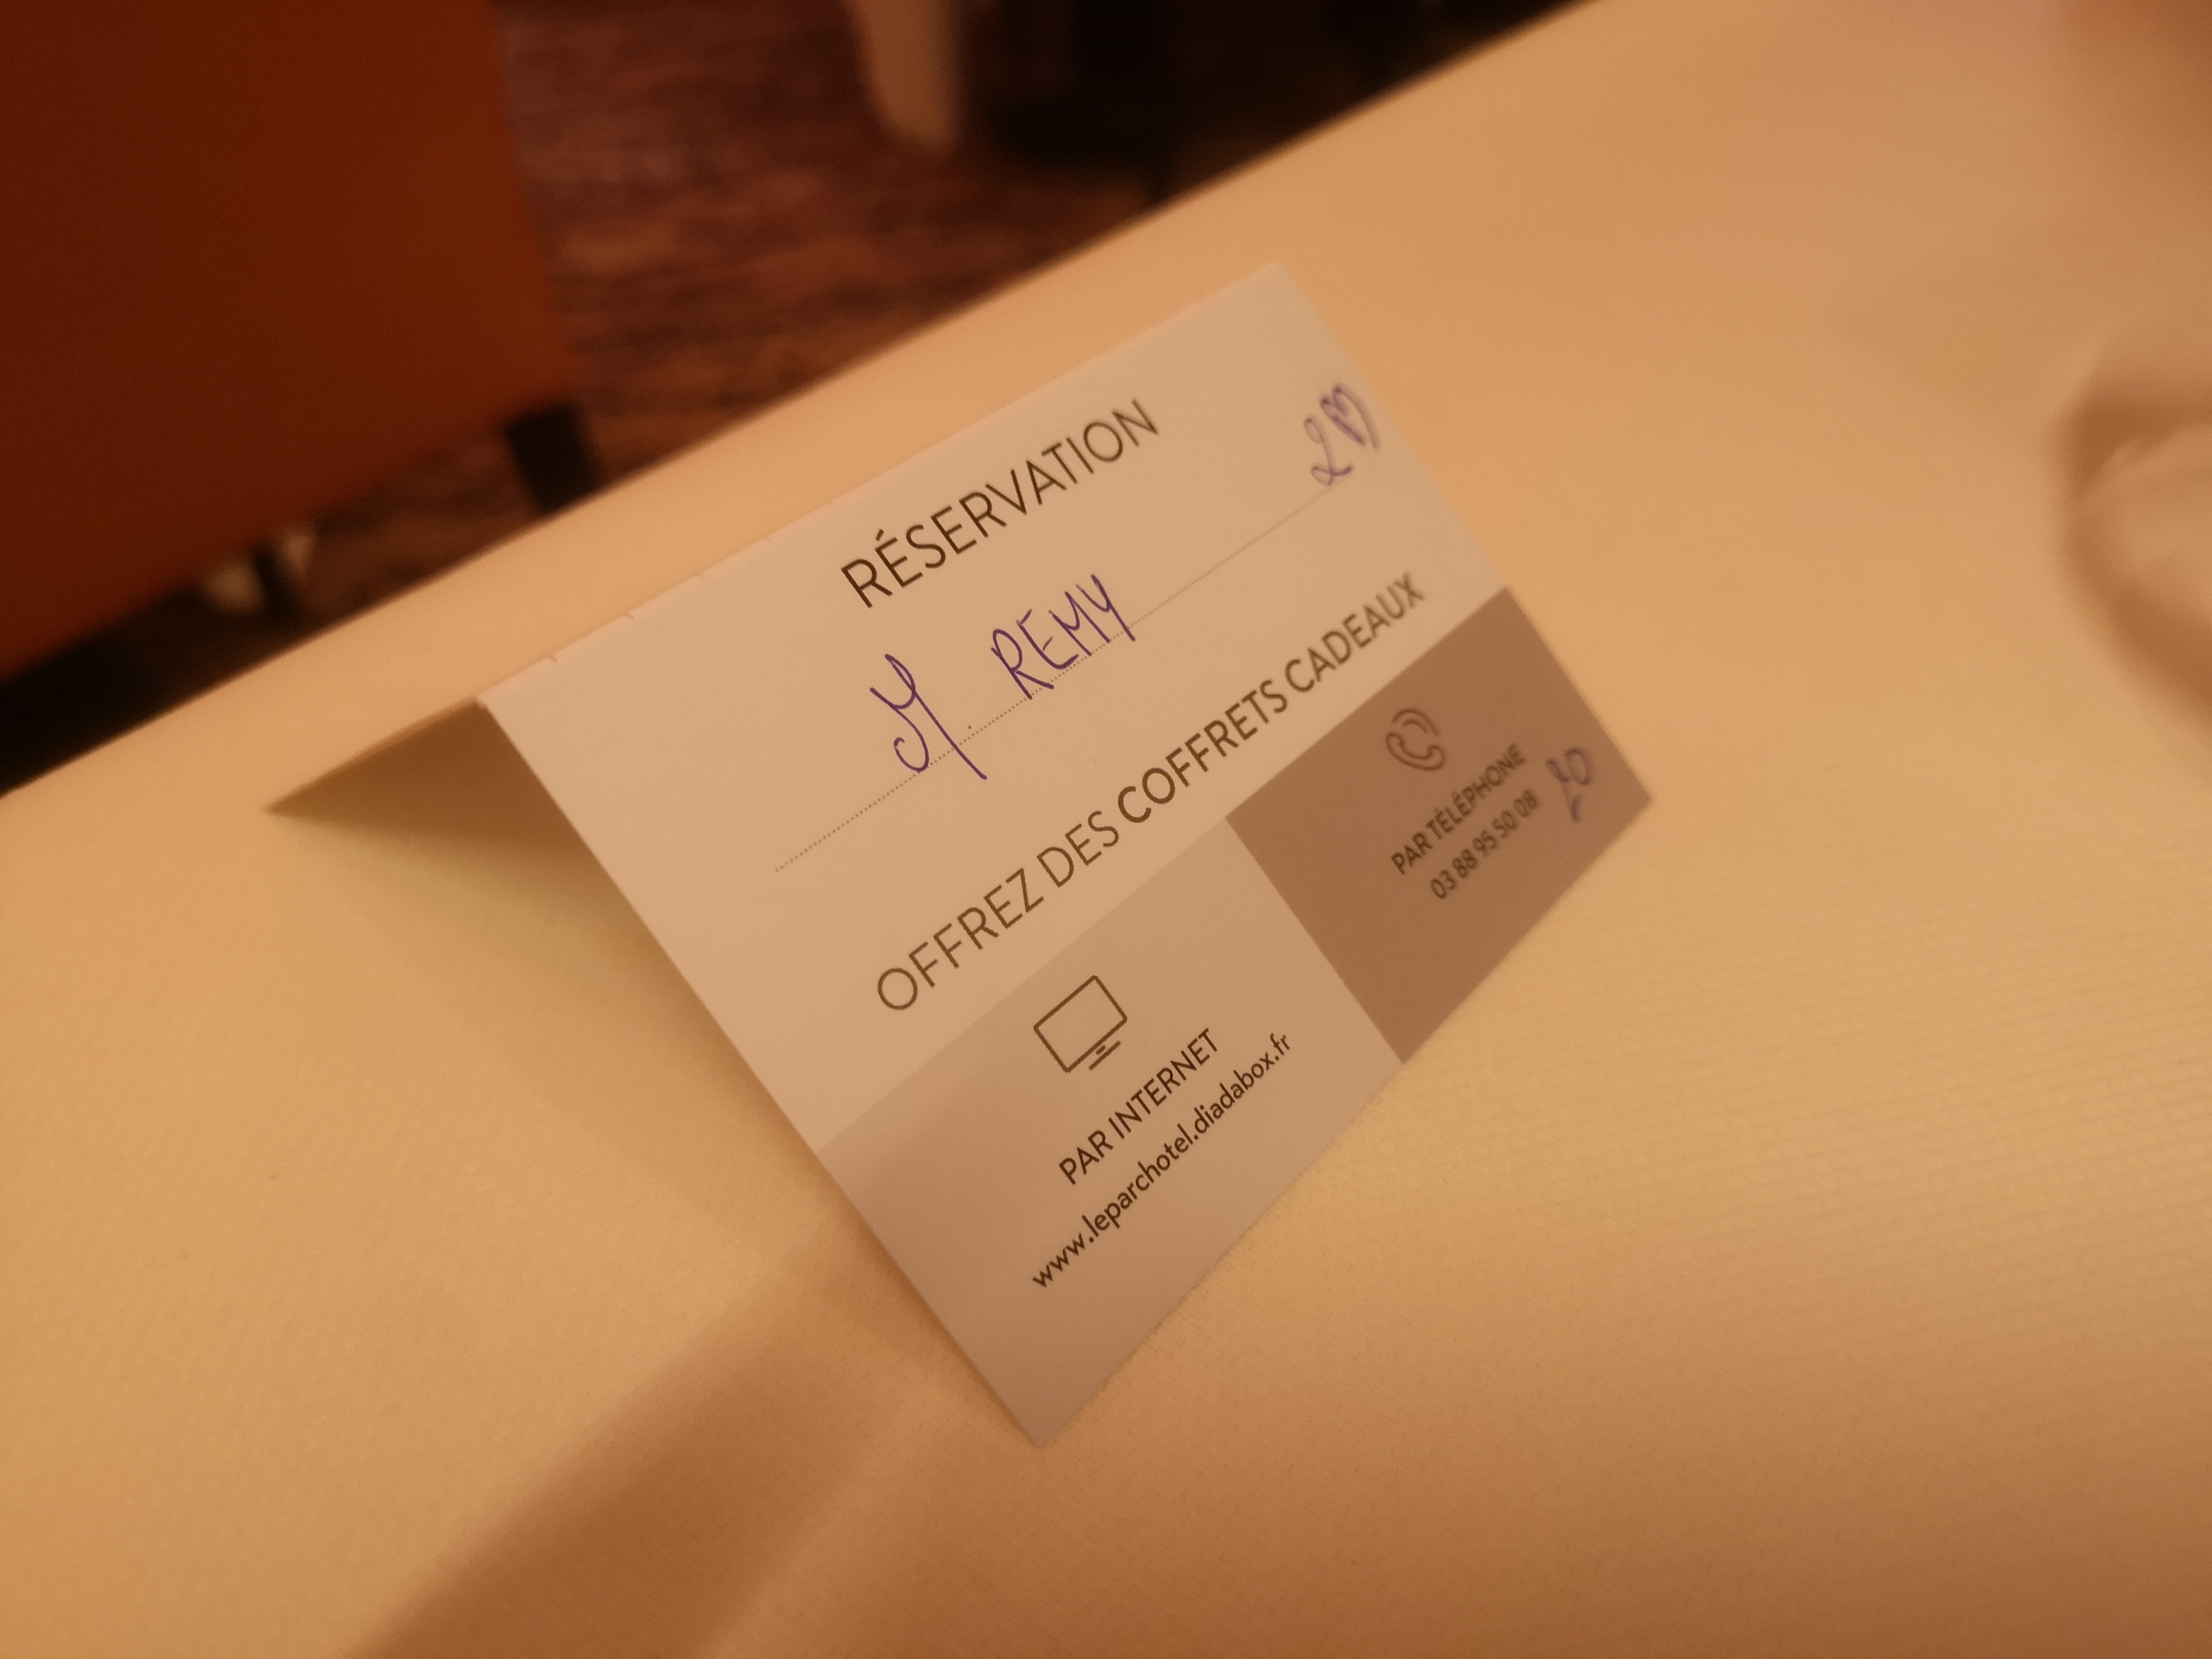 RÉSERVATION
M. REMY
OFFREZ DES COFFRETS CADEAUX
PAR INTERNET
www.leparchotel.diadabox.fr
PAR TÉLÉPHONE
03 88 95 50 08